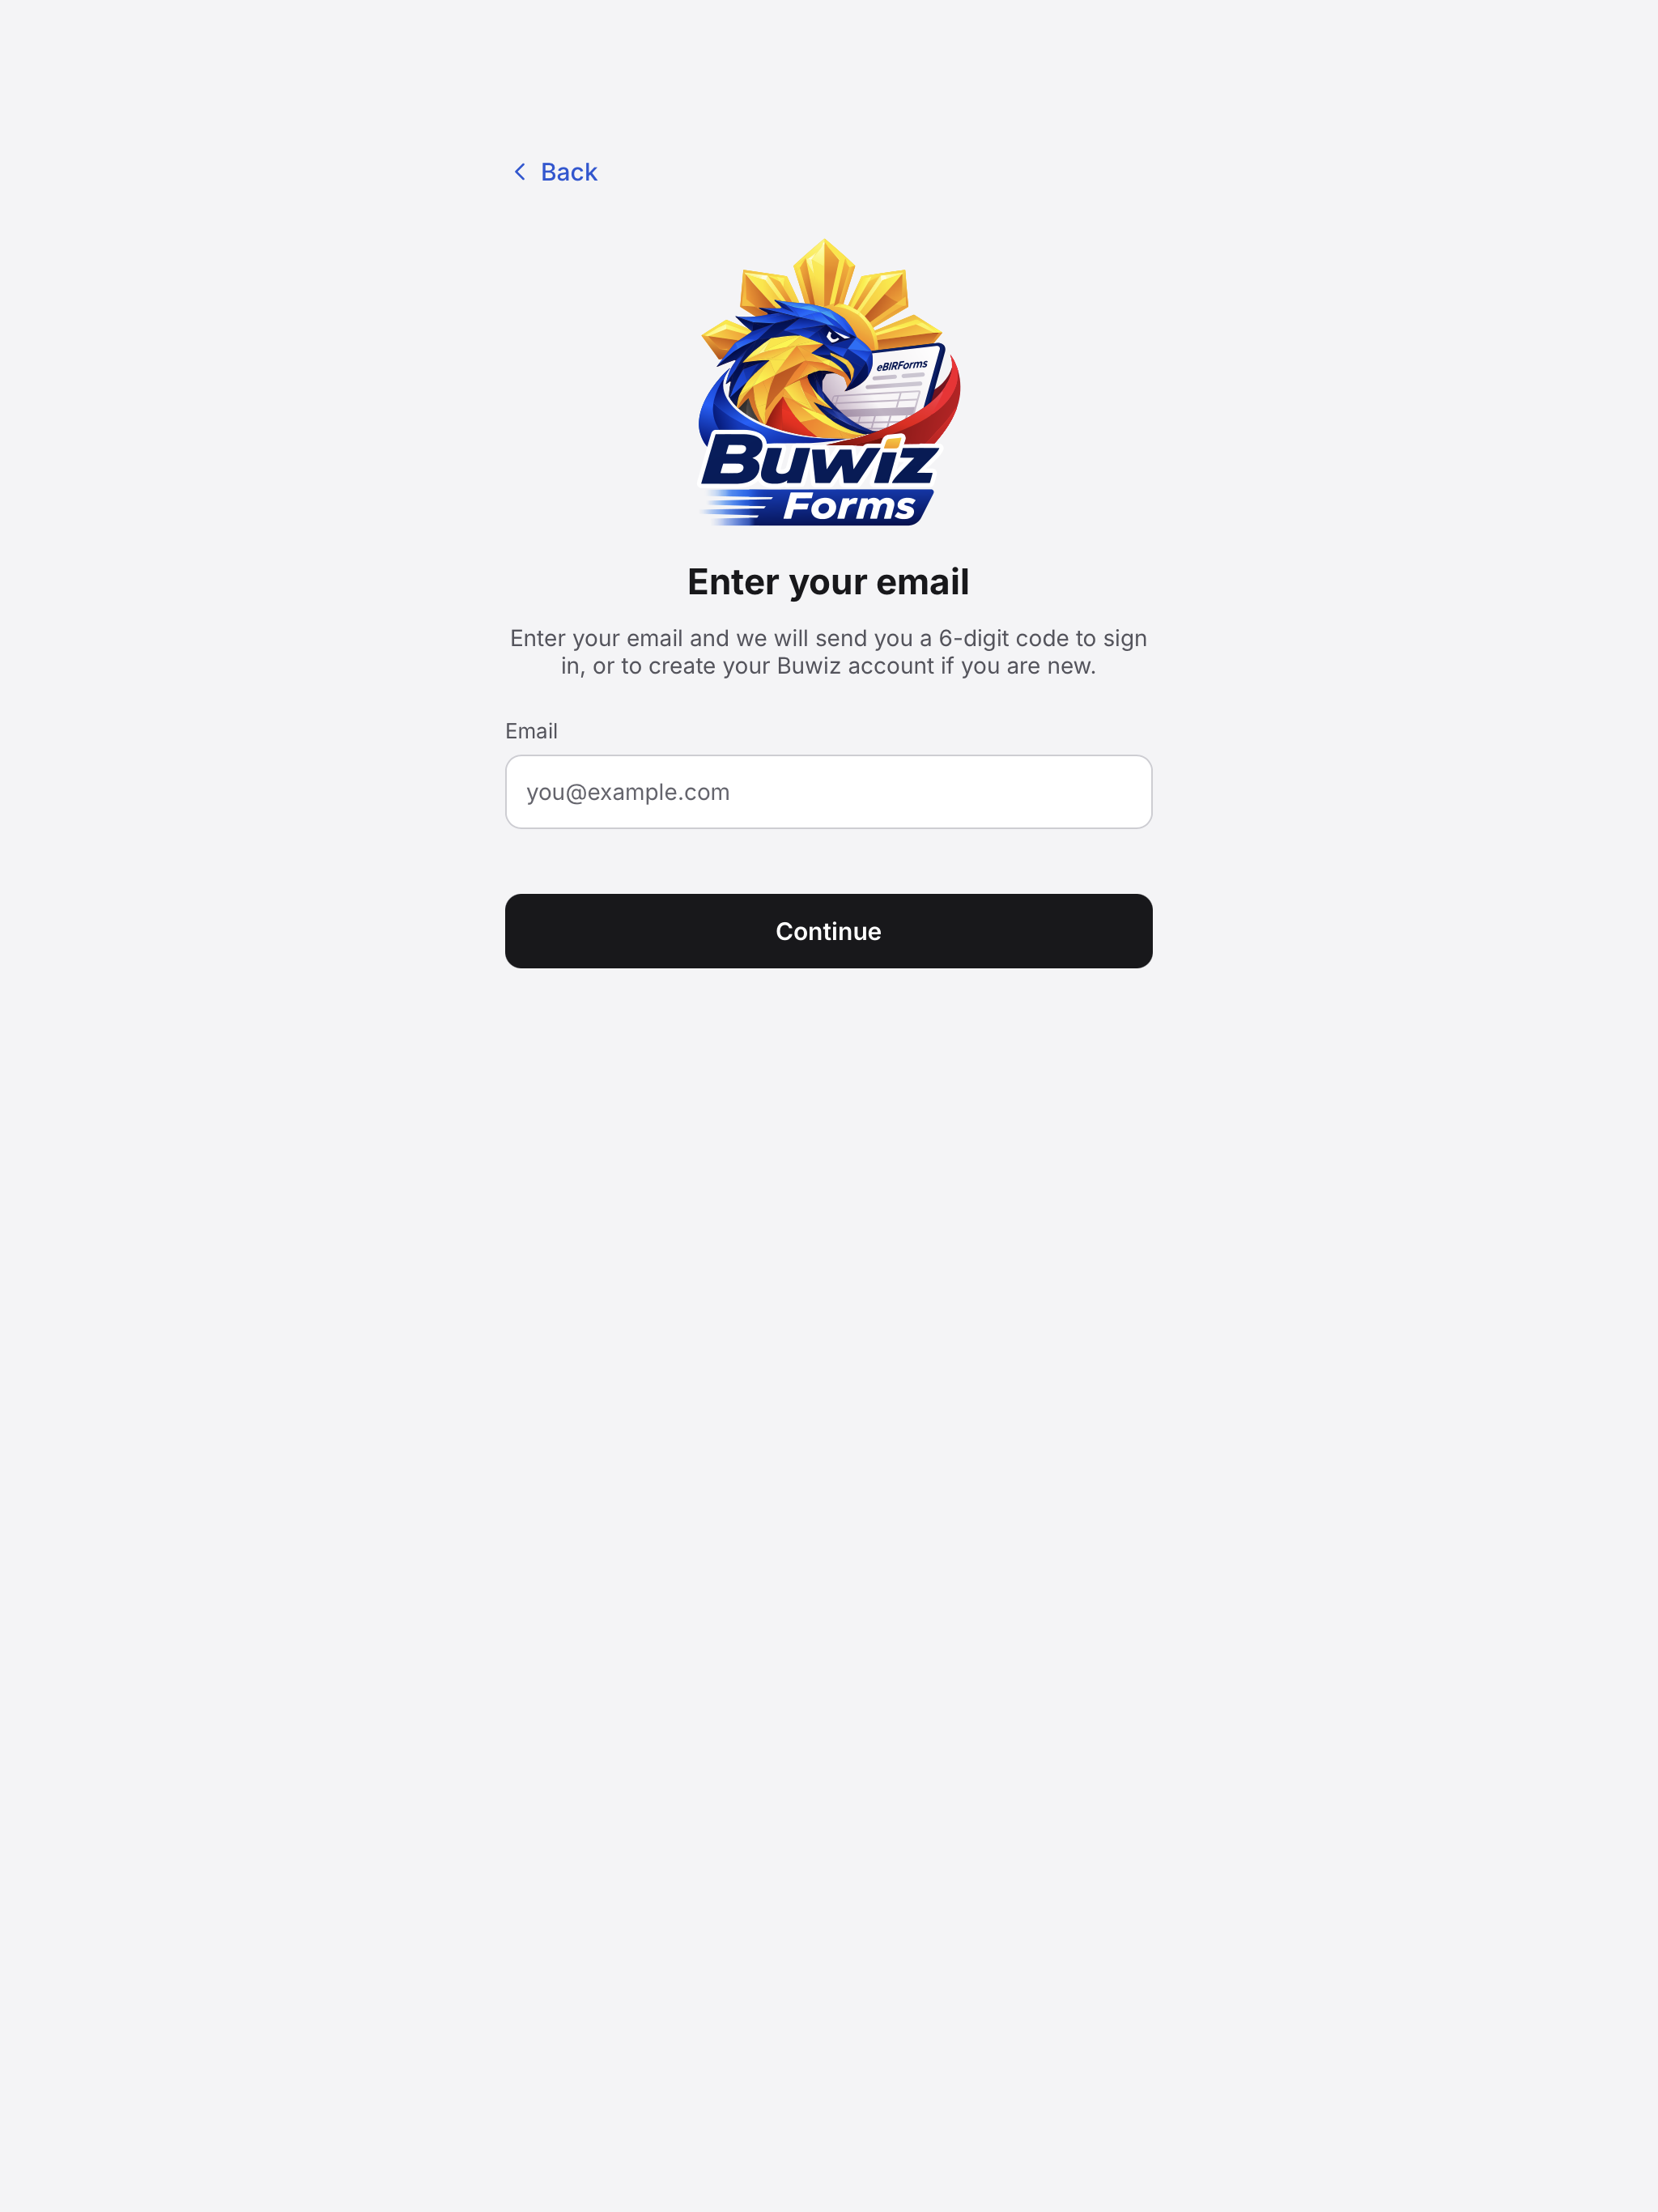 Back
eBIRForms
Buwiz
Forms
Enter your email
Enter your email and we will send you a 6-digit code to sign
in, or to create your Buwiz account if you are new.
Email
you@example.com
Continue